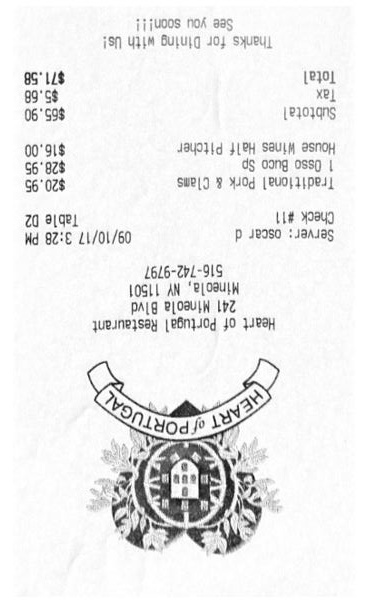 HEART of PORTUGAL
Heart of Portugal Restaurant
241 Mineola Blvd
Mineola, NY 11501
516-742-9797
Server: oscar d 09/10/17 3:28 PM
Check #11 Table D2
Traditional Pork & Clams $20.95
1 Osso Buco Sp $28.95
House Wines Half Pitcher $16.00
Subtotal $65.90
Tax $5.68
Total $71.58
Thanks for Dining with Us!
See you soon!!!